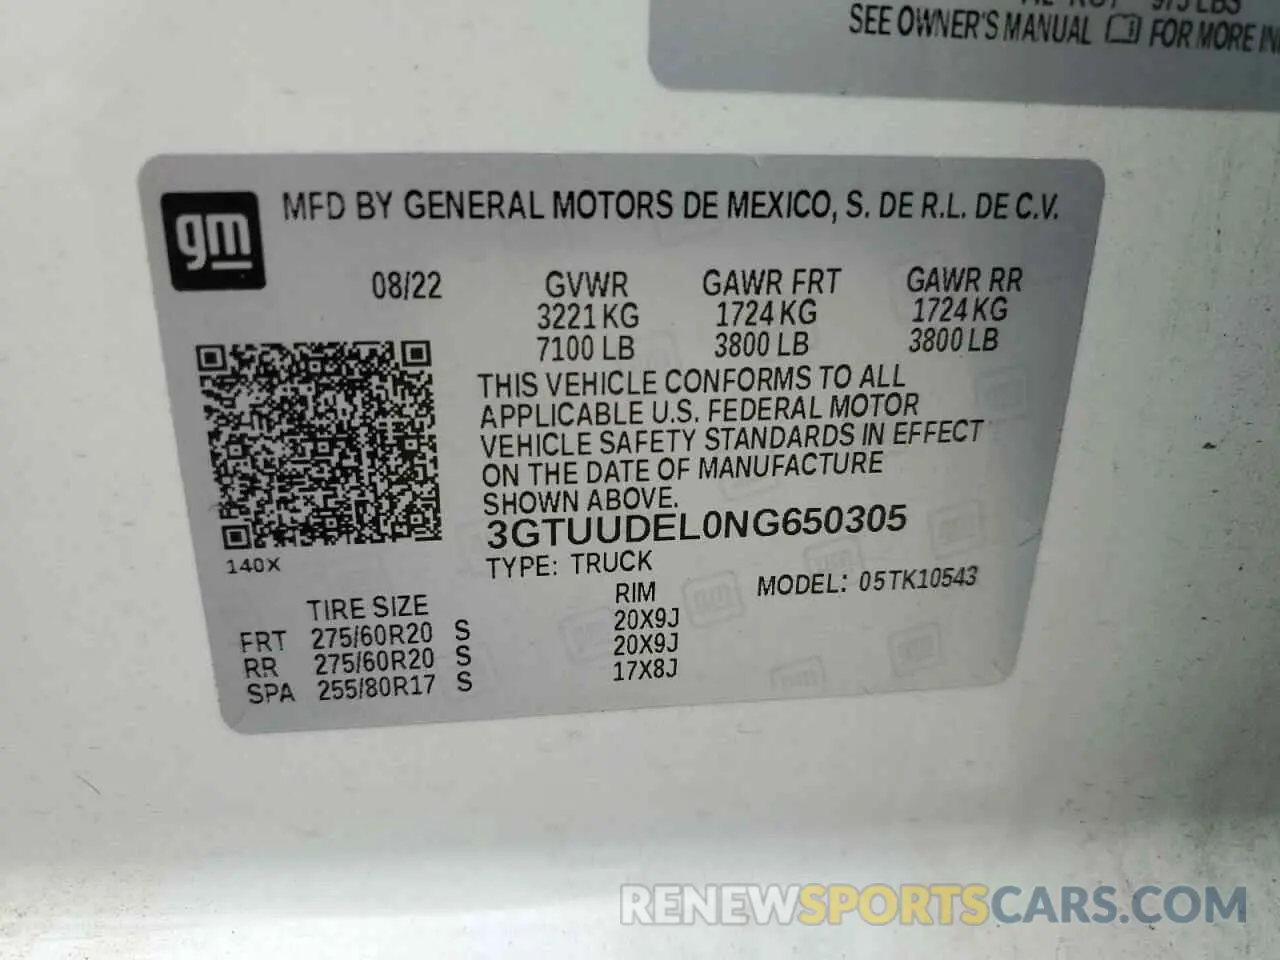 975 LBS
SEE OWNER'S MANUAL FOR MORE
gm
MFD BY GENERAL MOTORS DE MEXICO, S. DE R.L. DE C.V.
08/22 GVWR GAWR FRT GAWR RR
3221 KG 1724 KG 1724 KG
7100 LB 3800 LB 3800 LB
THIS VEHICLE CONFORMS TO ALL
APPLICABLE U.S. FEDERAL MOTOR
VEHICLE SAFETY STANDARDS IN EFFECT
ON THE DATE OF MANUFACTURE
SHOWN ABOVE.
3GTUUDEL0NG650305
140X
TYPE: TRUCK
MODEL: 05TK10543
TIRE SIZE RIM
FRT 275/60R20 S 20X9J
RR 275/60R20 S 20X9J
SPA 255/80R17 S 17X8J
RENEWSPORTSCARS.COM